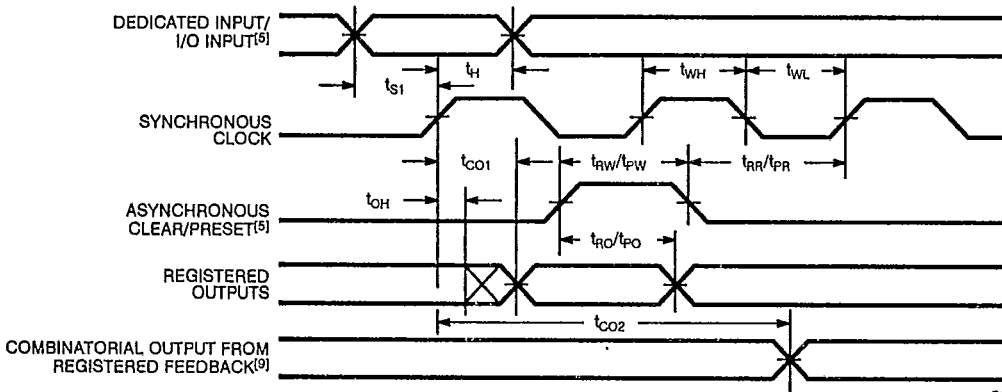 DEDICATED INPUT/
I/O INPUT[5]
tH
tWH
tWL
tS1
SYNCHRONOUS
CLOCK
tCO1
tRW/tPW
tRR/tPR
tOH
ASYNCHRONOUS
CLEAR/PRESET[5]
tRO/tPO
REGISTERED
OUTPUTS
tCO2
COMBINATORIAL OUTPUT FROM
REGISTERED FEEDBACK[9]